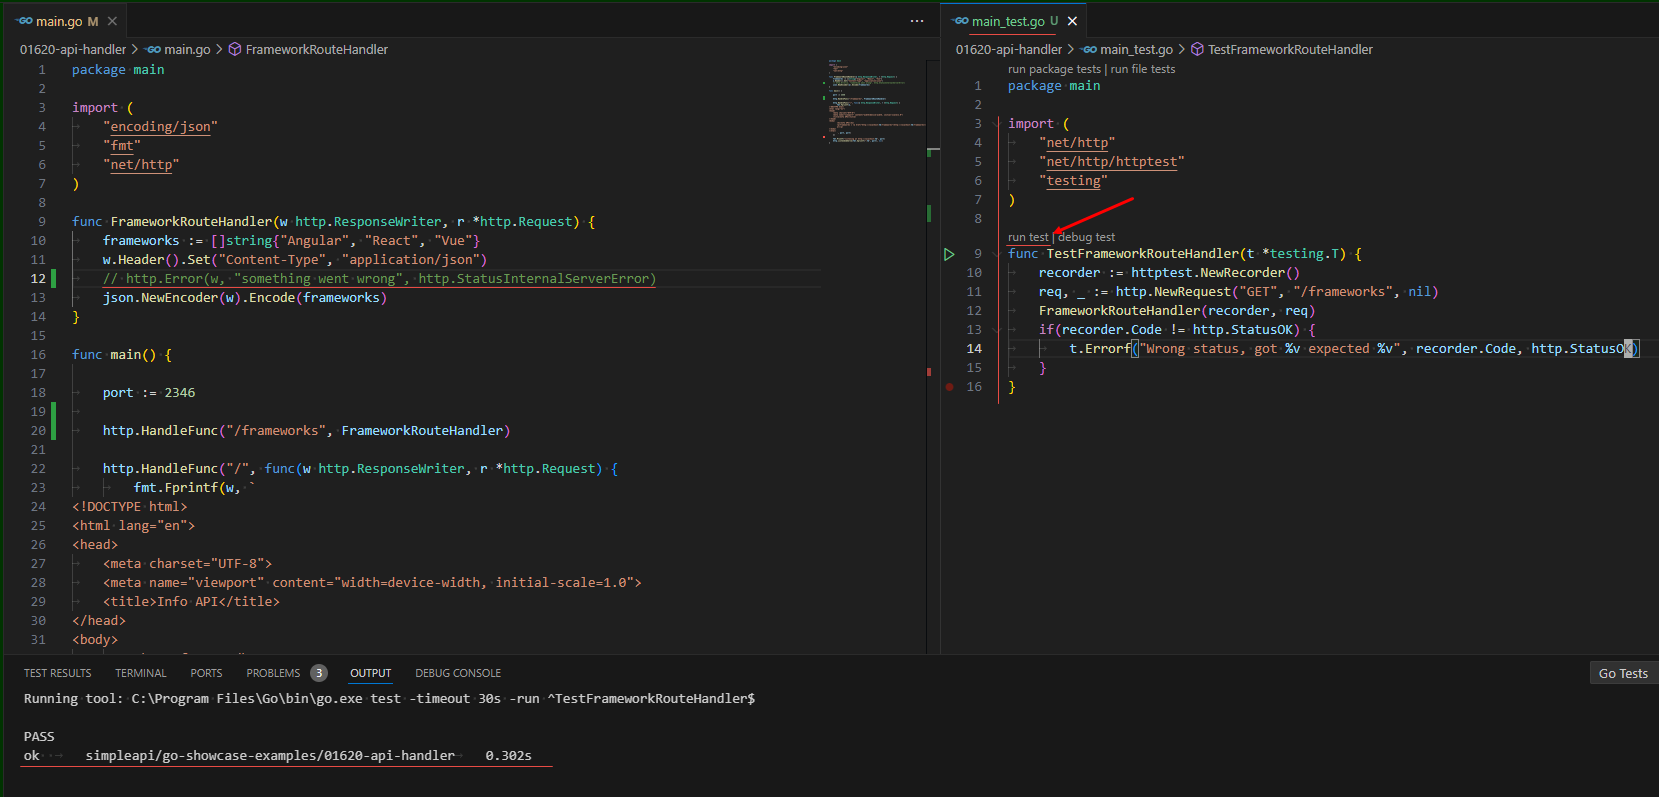 main.go M
01620-api-handler > main.go > FrameworkRouteHandler
1 package main
2
3 import (
4 "encoding/json"
5 "fmt"
6 "net/http"
7 )
8
9 func FrameworkRouteHandler(w http.ResponseWriter, r *http.Request) {
10 frameworks := []string{"Angular", "React", "Vue"}
11 w.Header().Set("Content-Type", "application/json")
12 // http.Error(w, "something went wrong", http.StatusInternalServerError)
13 json.NewEncoder(w).Encode(frameworks)
14 }
15
16 func main() {
17
18 port := 2346
19
20 http.HandleFunc("/frameworks", FrameworkRouteHandler)
21
22 http.HandleFunc("/", func(w http.ResponseWriter, r *http.Request) {
23 fmt.Fprintf(w, `
24 <!DOCTYPE html>
25 <html lang="en">
26 <head>
27 <meta charset="UTF-8">
28 <meta name="viewport" content="width=device-width, initial-scale=1.0">
29 <title>Info API</title>
30 </head>
31 <body>
main_test.go U
01620-api-handler > main_test.go > TestFrameworkRouteHandler
run package tests | run file tests
1 package main
2
3 import (
4 "net/http"
5 "net/http/httptest"
6 "testing"
7 )
8
run test | debug test
9 func TestFrameworkRouteHandler(t *testing.T) {
10 recorder := httptest.NewRecorder()
11 req, _ := http.NewRequest("GET", "/frameworks", nil)
12 FrameworkRouteHandler(recorder, req)
13 if(recorder.Code != http.StatusOK) {
14 t.Errorf("Wrong status, got %v expected %v", recorder.Code, http.StatusOK)
15 }
16 }
TEST RESULTS TERMINAL PORTS PROBLEMS 3 OUTPUT DEBUG CONSOLE Go Tests
Running tool: C:\Program Files\Go\bin\go.exe test -timeout 30s -run ^TestFrameworkRouteHandler$
PASS
ok simpleapi/go-showcase-examples/01620-api-handler 0.302s